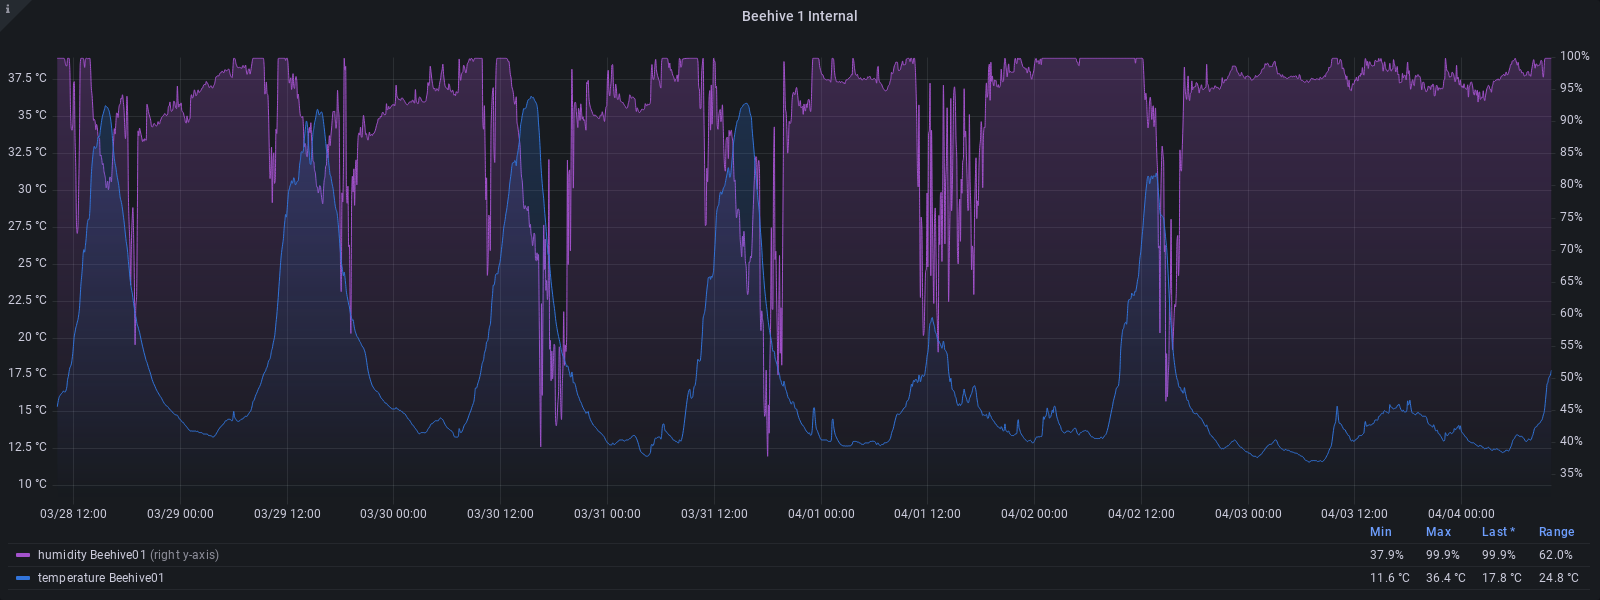 i
Beehive 1 Internal
37.5 °C
35 °C
32.5 °C
30 °C
27.5 °C
25 °C
22.5 °C
20 °C
17.5 °C
15 °C
12.5 °C
10 °C
100%
95%
90%
85%
80%
75%
70%
65%
60%
55%
50%
45%
40%
35%
03/28 12:00 03/29 00:00 03/29 12:00 03/30 00:00 03/30 12:00 03/31 00:00 03/31 12:00 04/01 00:00 04/01 12:00 04/02 00:00 04/02 12:00 04/03 00:00 04/03 12:00 04/04 00:00
Min Max Last * Range
humidity Beehive01 (right y-axis) 37.9% 99.9% 99.9% 62.0%
temperature Beehive01 11.6 °C 36.4 °C 17.8 °C 24.8 °C